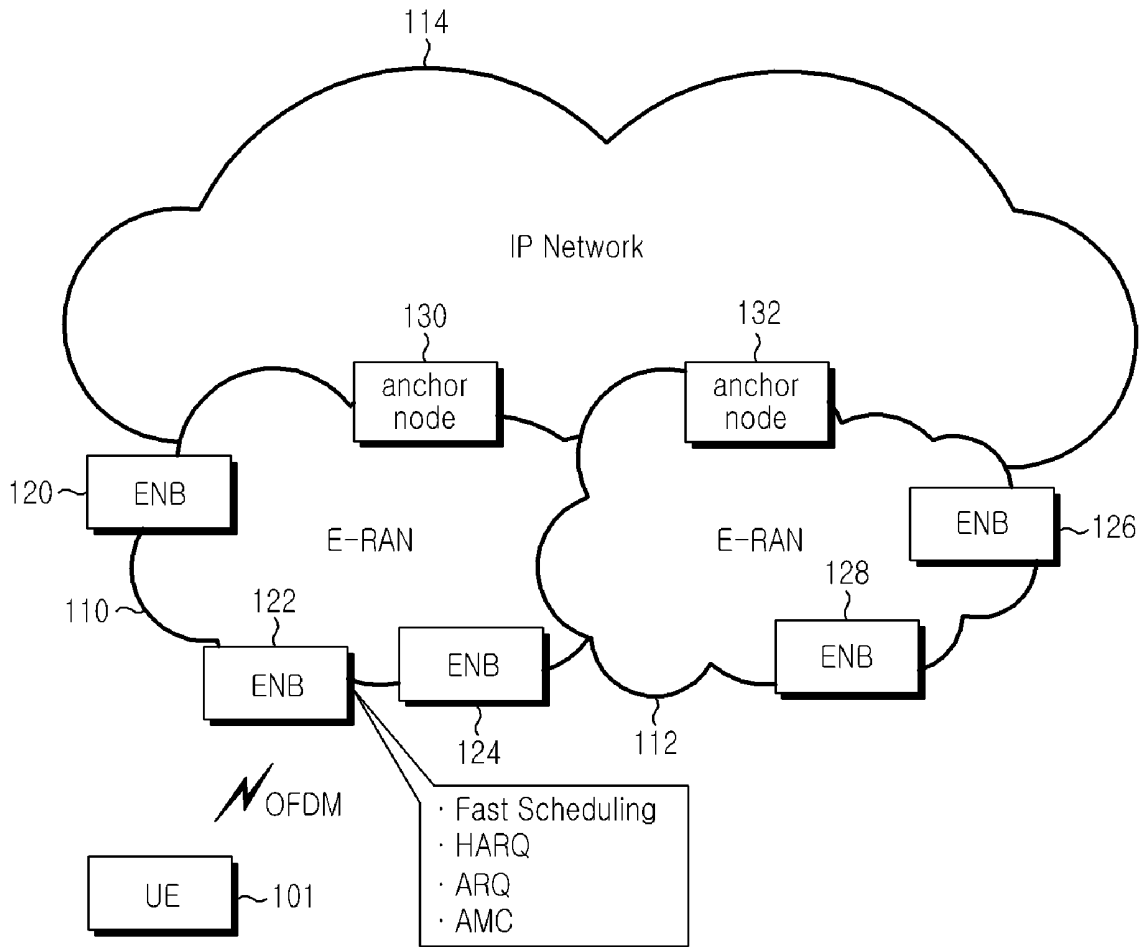 114
IP Network
130
132
anchor
node
anchor
node
120
ENB
E-RAN
E-RAN
ENB
126
110
122
128
ENB
ENB
ENB
124
112
OFDM
· Fast Scheduling
· HARQ
· ARQ
· AMC
UE
101